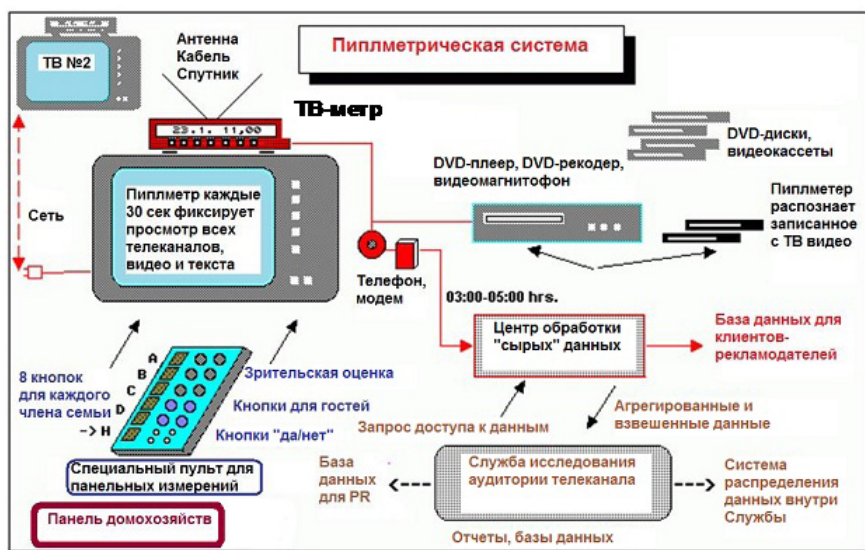 Пиплметрическая система
ТВ №2
Антенна
Кабель
Спутник
ТВ-метр
23.1. 11,00
DVD-диски,
видеокассеты
DVD-плеер, DVD-рекодер,
видеомагнитофон
Пиплметер
распознает
записанное
с ТВ видео
Сеть
Пиплметр каждые
30 сек фиксирует
просмотр всех
телеканалов,
видео и текста
Телефон,
модем
03:00-05:00 hrs.
Центр обработки
"сырых" данных
База данных для
клиентов-
рекламодателей
8 кнопок
для каждого
члена семьи
A
B
C
D
-> H
Зрительская оценка
Кнопки для гостей
Кнопки "да/нет"
Запрос доступа к данным
Агрегированные и
взвешенные данные
Специальный пульт для
панельных измерений
База
данных
для PR
Служба исследования
аудитории телеканала
Система
распределения
данных внутри
Службы
Панель домохозяйств
Отчеты, базы данных